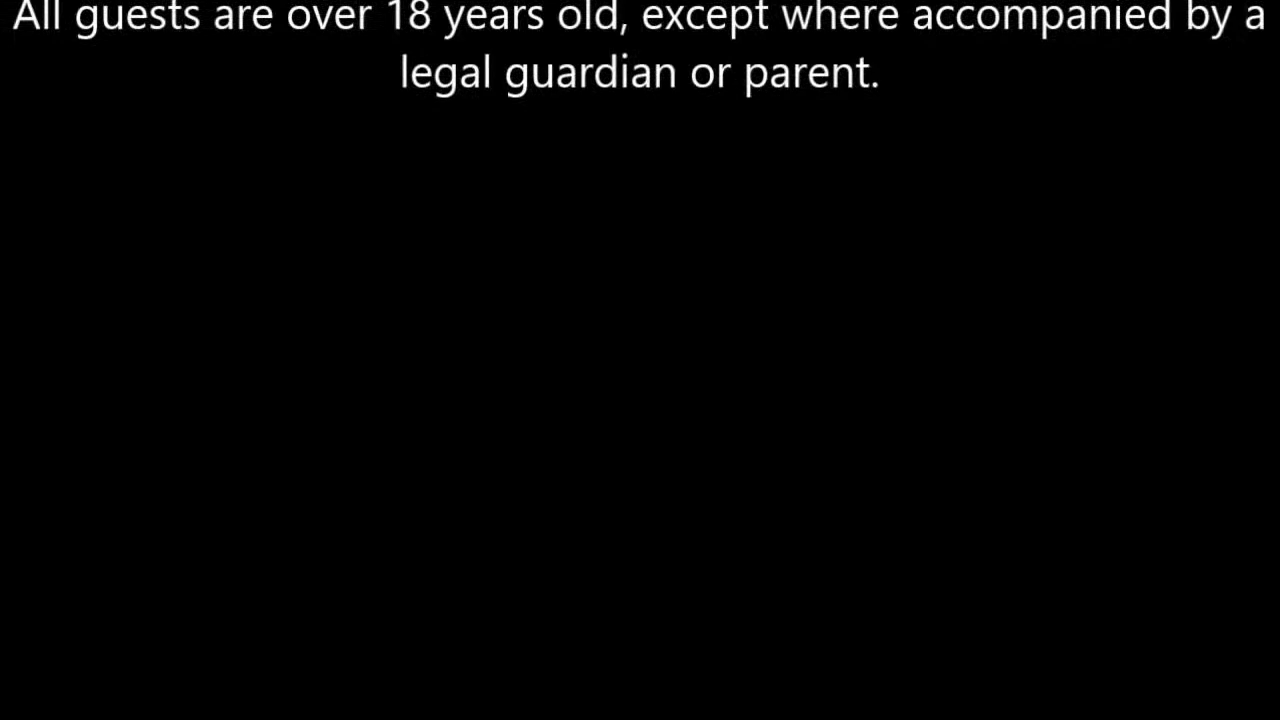 All guests are over 18 years old, except where accompanied by a
legal guardian or parent.